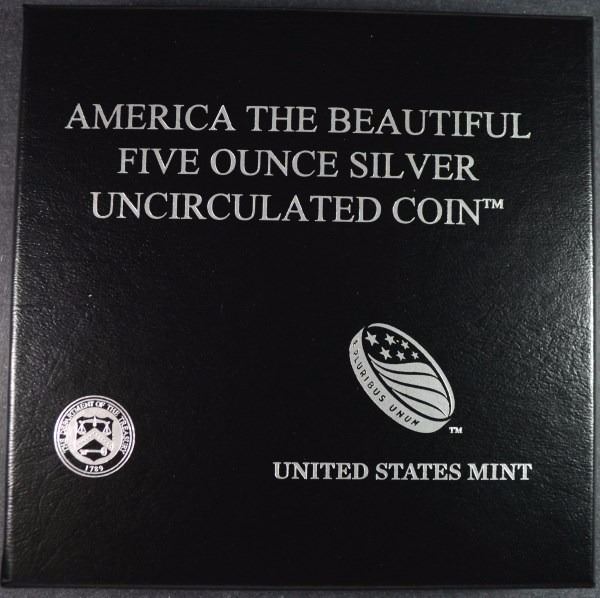 AMERICA THE BEAUTIFUL
FIVE OUNCE SILVER
UNCIRCULATED COIN™
E PLURIBUS UNUM
TM
THE DEPARTMENT OF THE TREASURY
1789
UNITED STATES MINT